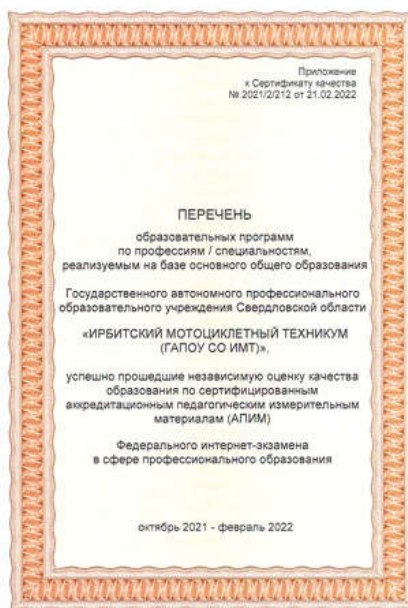 Приложение
к Сертификату качества
№ 2021/2/212 от 21.02.2022
ПЕРЕЧЕНЬ
образовательных программ
по профессиям / специальностям,
реализуемым на базе основного общего образования
Государственного автономного профессионального
образовательного учреждения Свердловской области
«ИРБИТСКИЙ МОТОЦИКЛЕТНЫЙ ТЕХНИКУМ
(ГАПОУ СО ИМТ)»,
успешно прошедшие независимую оценку качества
образования по сертифицированным
аккредитационным педагогическим измерительным
материалам (АПИМ)
Федерального интернет-экзамена
в сфере профессионального образования
октябрь 2021 - февраль 2022